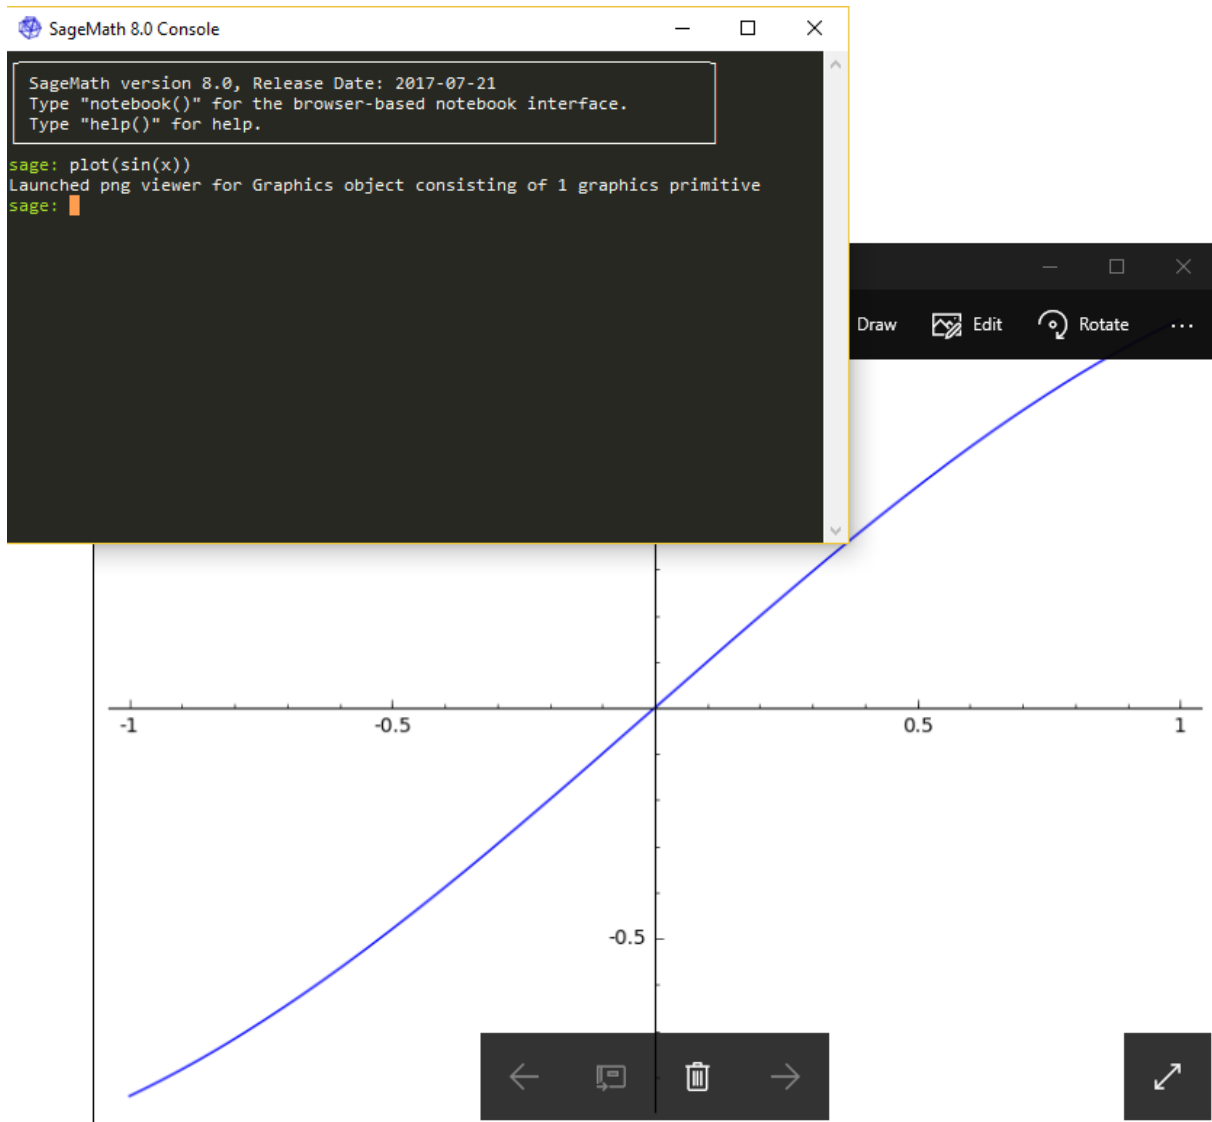 SageMath 8.0 Console
SageMath version 8.0, Release Date: 2017-07-21
Type "notebook()" for the browser-based notebook interface.
Type "help()" for help.
sage: plot(sin(x))
Launched png viewer for Graphics object consisting of 1 graphics primitive
sage:
Draw Edit Rotate ...
-1 -0.5 0.5 1
-0.5